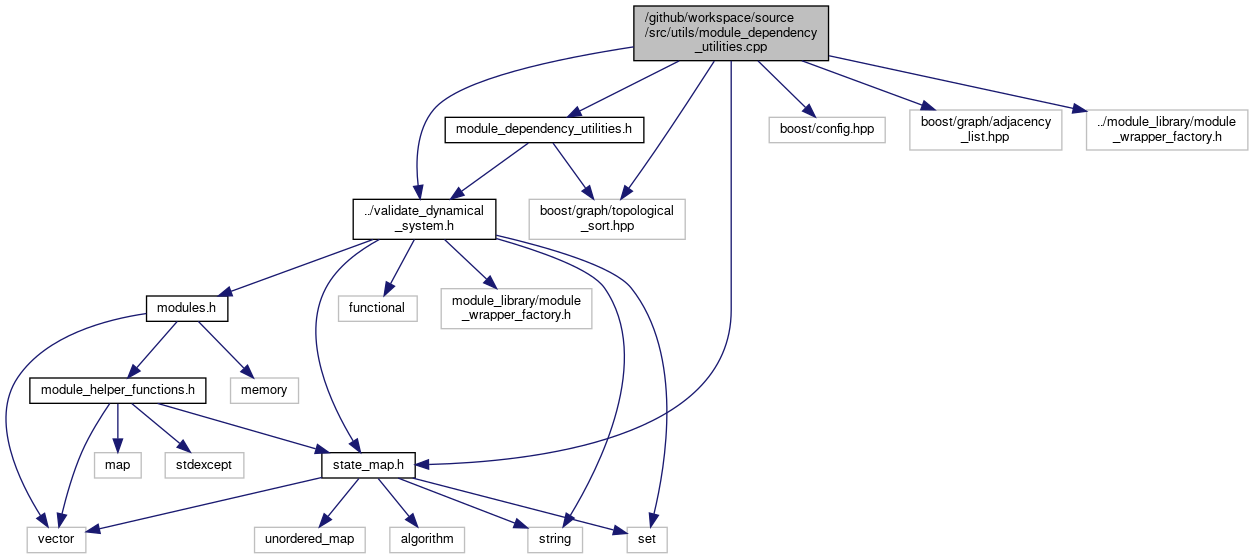 /github/workspace/source
/src/utils/module_dependency
_utilities.cpp
module_dependency_utilities.h
boost/config.hpp
boost/graph/adjacency
_list.hpp
../module_library/module
_wrapper_factory.h
../validate_dynamical
_system.h
boost/graph/topological
_sort.hpp
modules.h
functional
module_library/module
_wrapper_factory.h
module_helper_functions.h
memory
map
stdexcept
state_map.h
vector
unordered_map
algorithm
string
set